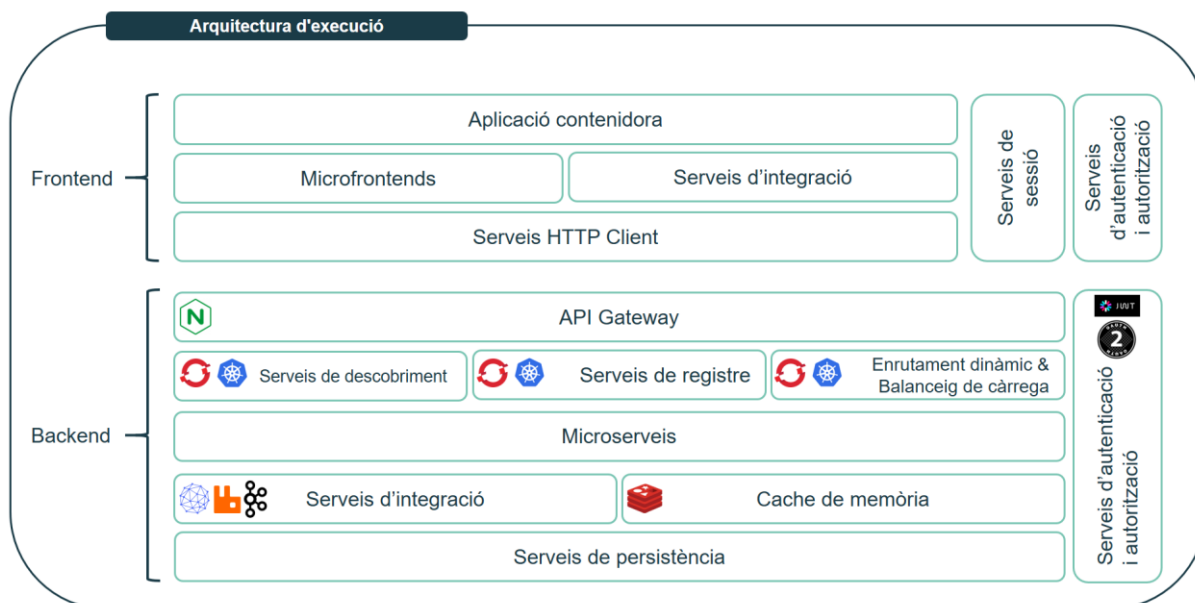 Arquitectura d'execució
Frontend
Aplicació contenidora
Microfrontends
Serveis d’integració
Serveis HTTP Client
Serveis de
sessió
Serveis
d’autenticació
i autorització
Backend
API Gateway
Serveis de descobriment
Serveis de registre
Enrutament dinàmic &
Balanceig de càrrega
Microserveis
Serveis d’integració
Cache de memòria
Serveis de persistència
JWT
OAUTH
2
Serveis d’autenticació
i autorització